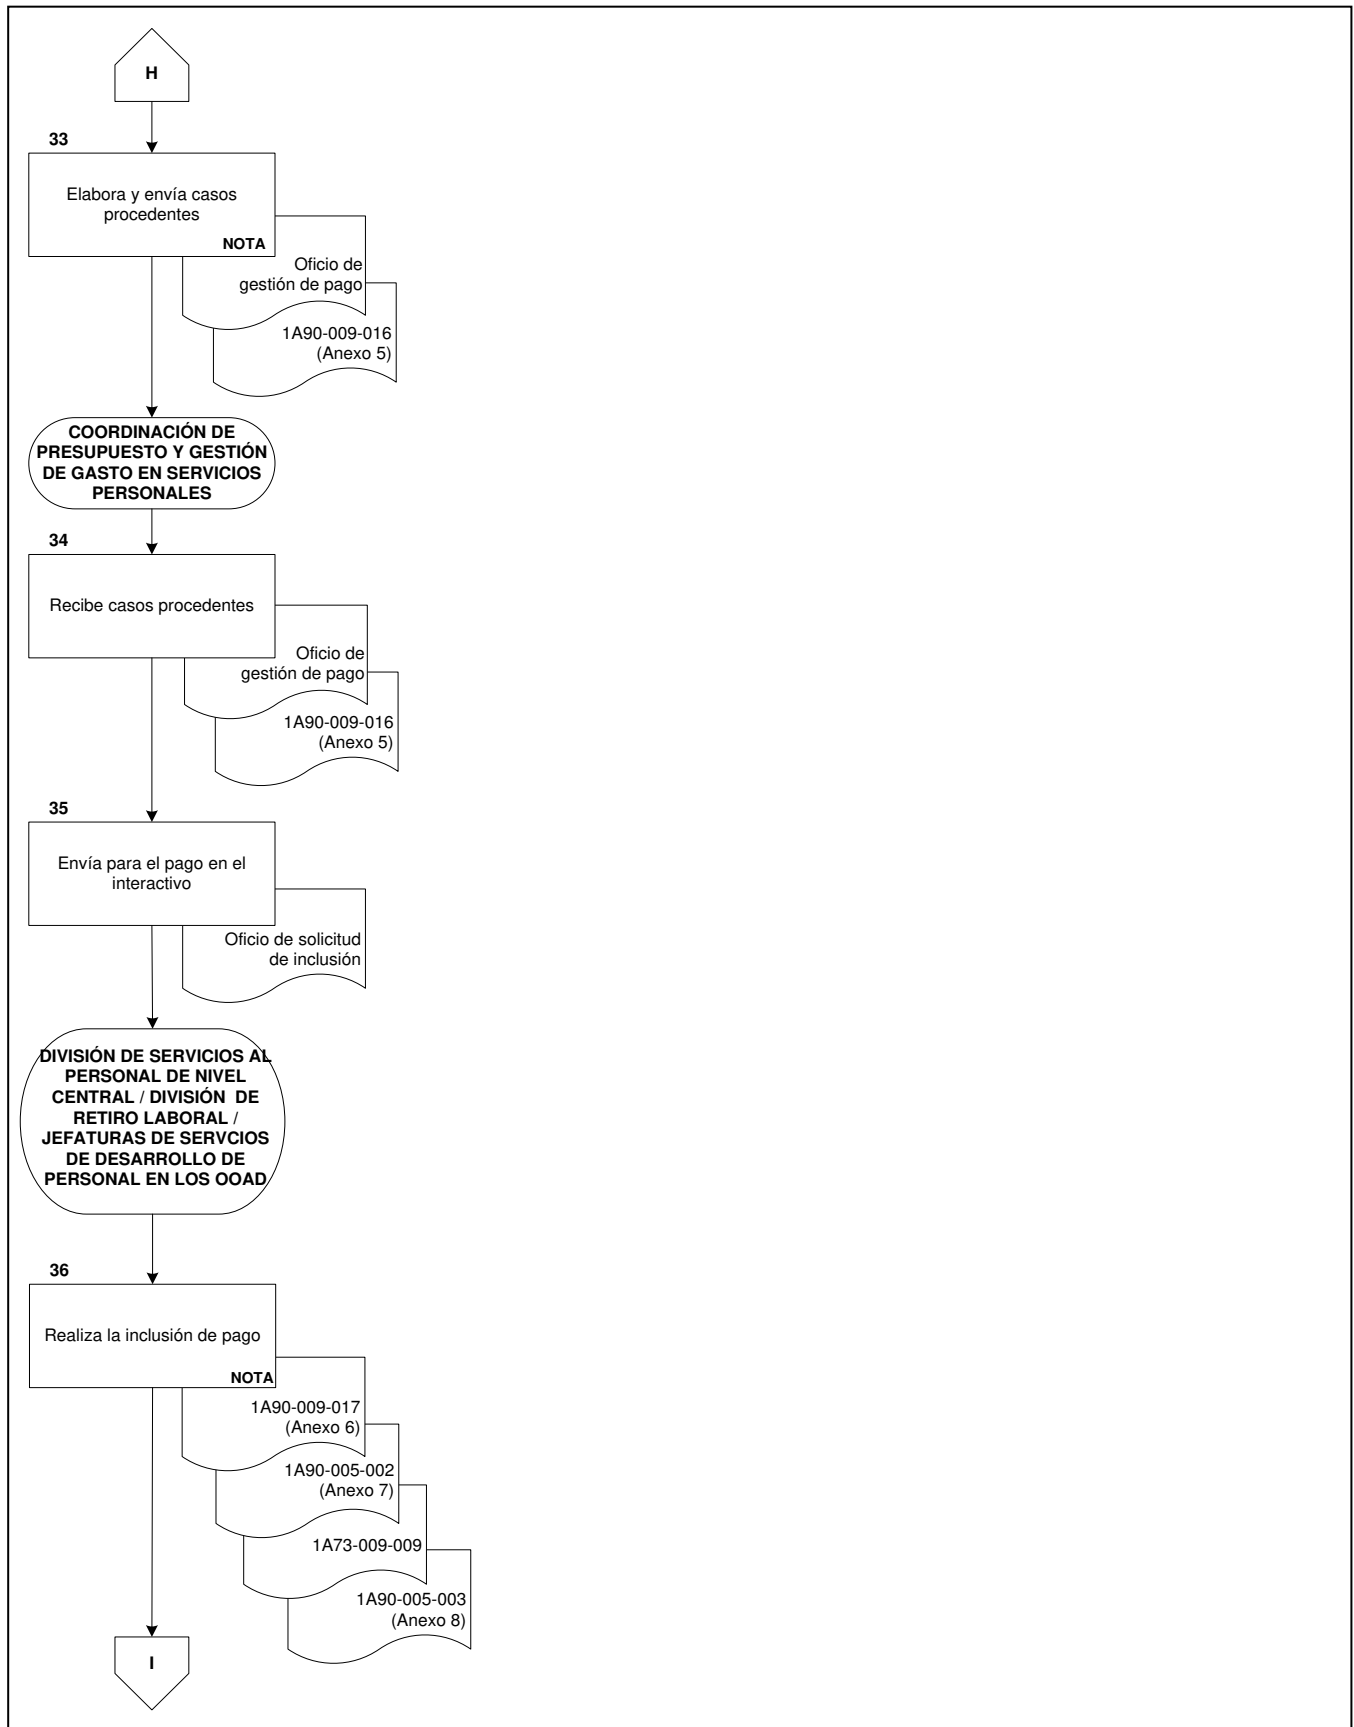 H
33
Elabora y envía casos
procedentes
NOTA
Oficio de
gestión de pago
1A90-009-016
(Anexo 5)
COORDINACIÓN DE
PRESUPUESTO Y GESTIÓN
DE GASTO EN SERVICIOS
PERSONALES
34
Recibe casos procedentes
Oficio de
gestión de pago
1A90-009-016
(Anexo 5)
35
Envía para el pago en el
interactivo
Oficio de solicitud
de inclusión
DIVISIÓN DE SERVICIOS AL
PERSONAL DE NIVEL
CENTRAL / DIVISIÓN DE
RETIRO LABORAL /
JEFATURAS DE SERVCIOS
DE DESARROLLO DE
PERSONAL EN LOS OOAD
36
Realiza la inclusión de pago
NOTA
1A90-009-017
(Anexo 6)
1A90-005-002
(Anexo 7)
1A73-009-009
1A90-005-003
(Anexo 8)
I